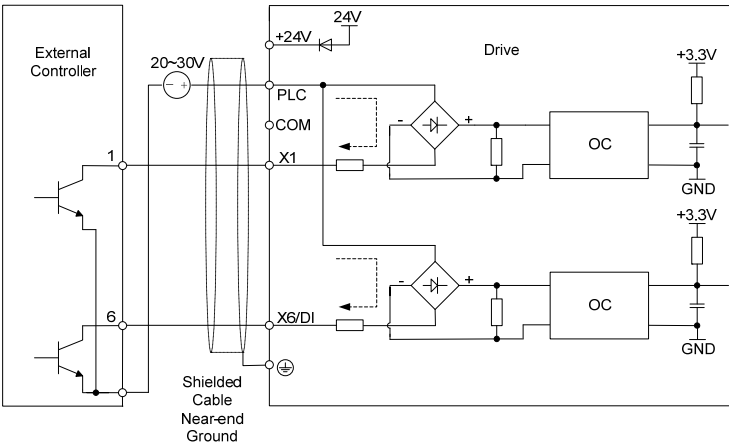 24V
+24V
External
Controller
Drive
20~30V
+3.3V
- +
PLC
- +
COM
OC
1
X1
GND
+3.3V
- +
6
X6/DI
OC
GND
Shielded
Cable
Near-end
Ground